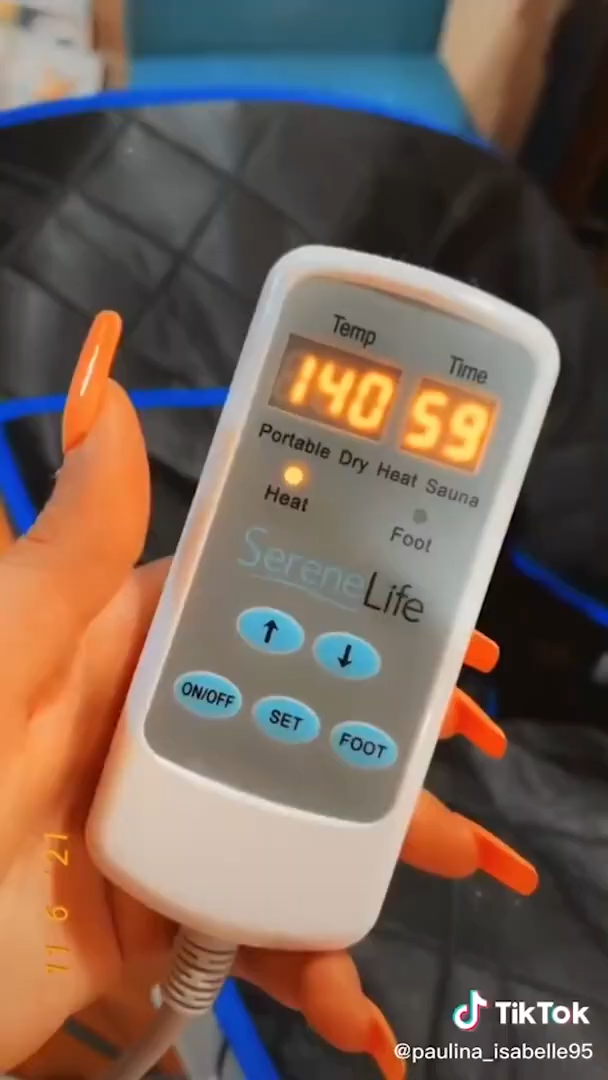 Temp
Time
140
59
Portable Dry Heat Sauna
Heat
Foot
SereneLife
↑
↓
ON/OFF
SET
FOOT
11 6 '21
TikTok
@paulina_isabelle95